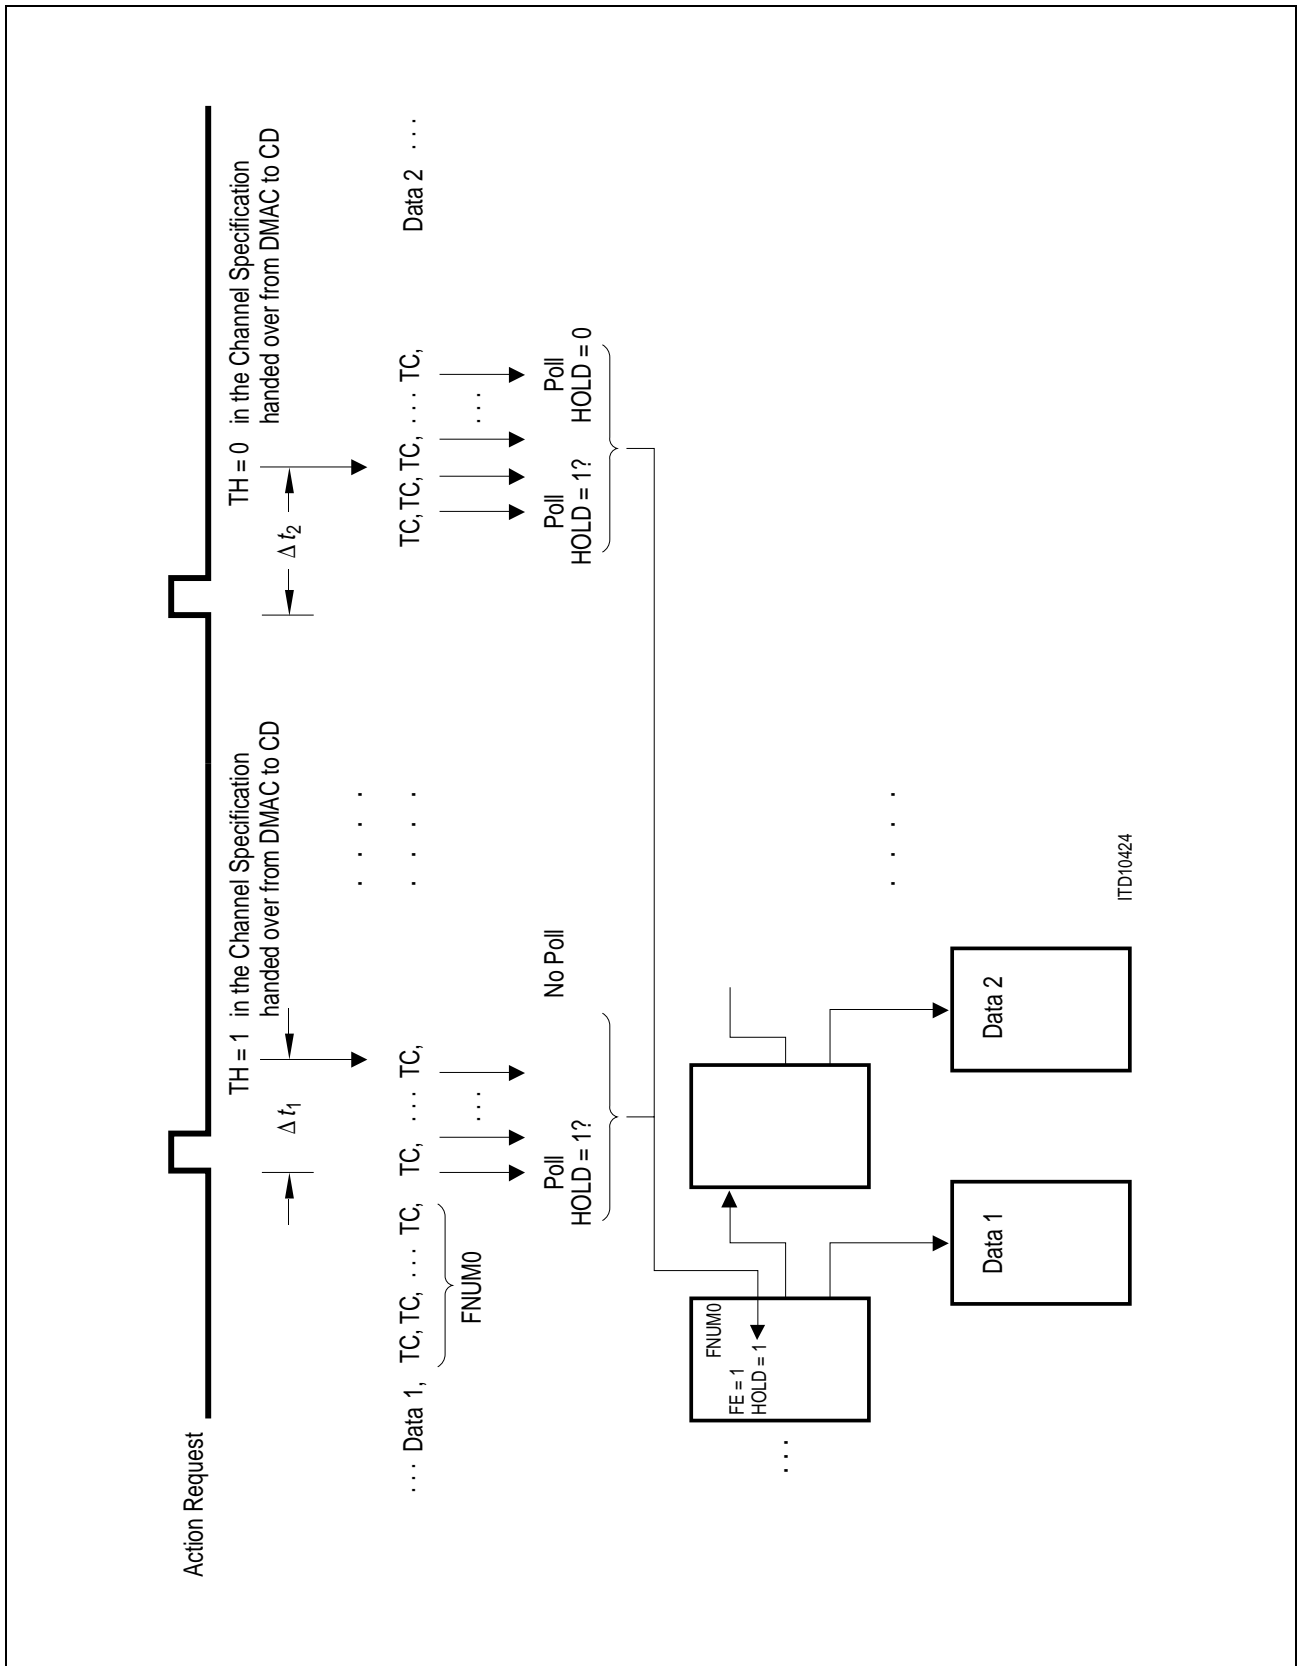 Action Request
TH = 1 in the Channel Specification
handed over from DMAC to CD
TH = 0 in the Channel Specification
handed over from DMAC to CD
Δ t1
Δ t2
. . . Data 1, TC, TC, . . . TC, TC, . . . TC,
. . . .
. . . .
TC, TC, TC, . . . TC, Data 2 . . .
FNUM0
. . .
. . .
Poll
HOLD = 1?
No Poll
Poll
HOLD = 1?
Poll
HOLD = 0
. . .
FNUM0
FE = 1
HOLD = 1
. . . .
Data 1
Data 2
ITD10424